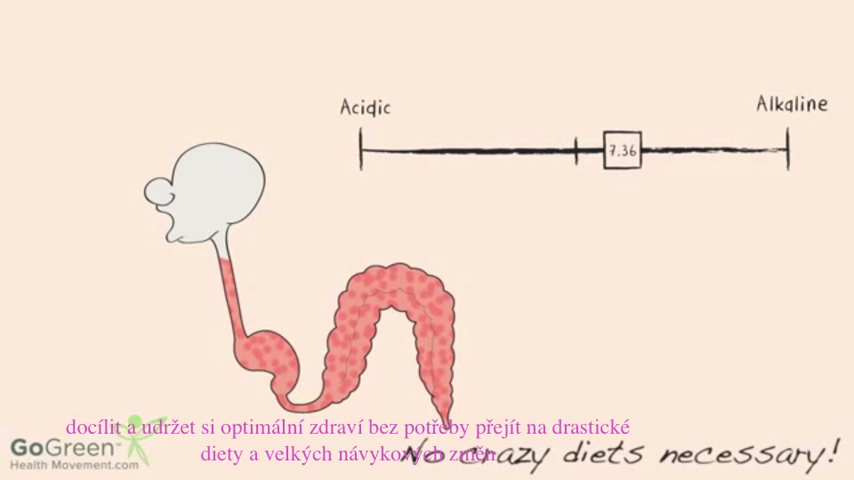 Acidic
Alkaline
7.36
docílit a udržet si optimální zdraví bez potřeby přejít na drastické
diety a velkých návykových změn
No crazy diets necessary!
GoGreen™
Health Movement.com